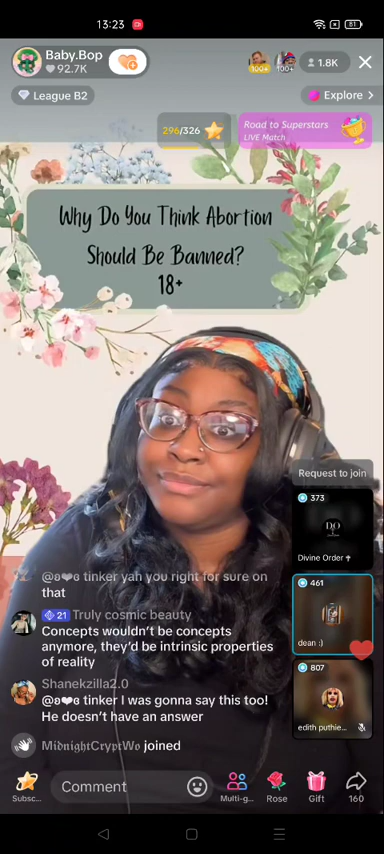 13:23
81
Baby.Bop
92.7K
100+
100+
1.8K
League B2
Explore >
296/326
Road to Superstars
LIVE Match
Why Do You Think Abortion
Should Be Banned?
18+
Request to join
373
DO
Divine Order ✝
461
dean :)
807
edith puthie...
@ʚ❤ɞ tinker yah you right for sure on
that
21 Truly cosmic beauty
Concepts wouldn't be concepts
anymore, they'd be intrinsic properties
of reality
Shanekzilla2.0
@ʚ❤ɞ tinker I was gonna say this too!
He doesn't have an answer
𝔐𝔦𝔡𝔫𝔦𝔤𝔥𝔱ℭ𝔯𝔶𝔭𝔱𝔚𝔬 joined
Comment
Subsc...
Multi-g...
Rose
Gift
160